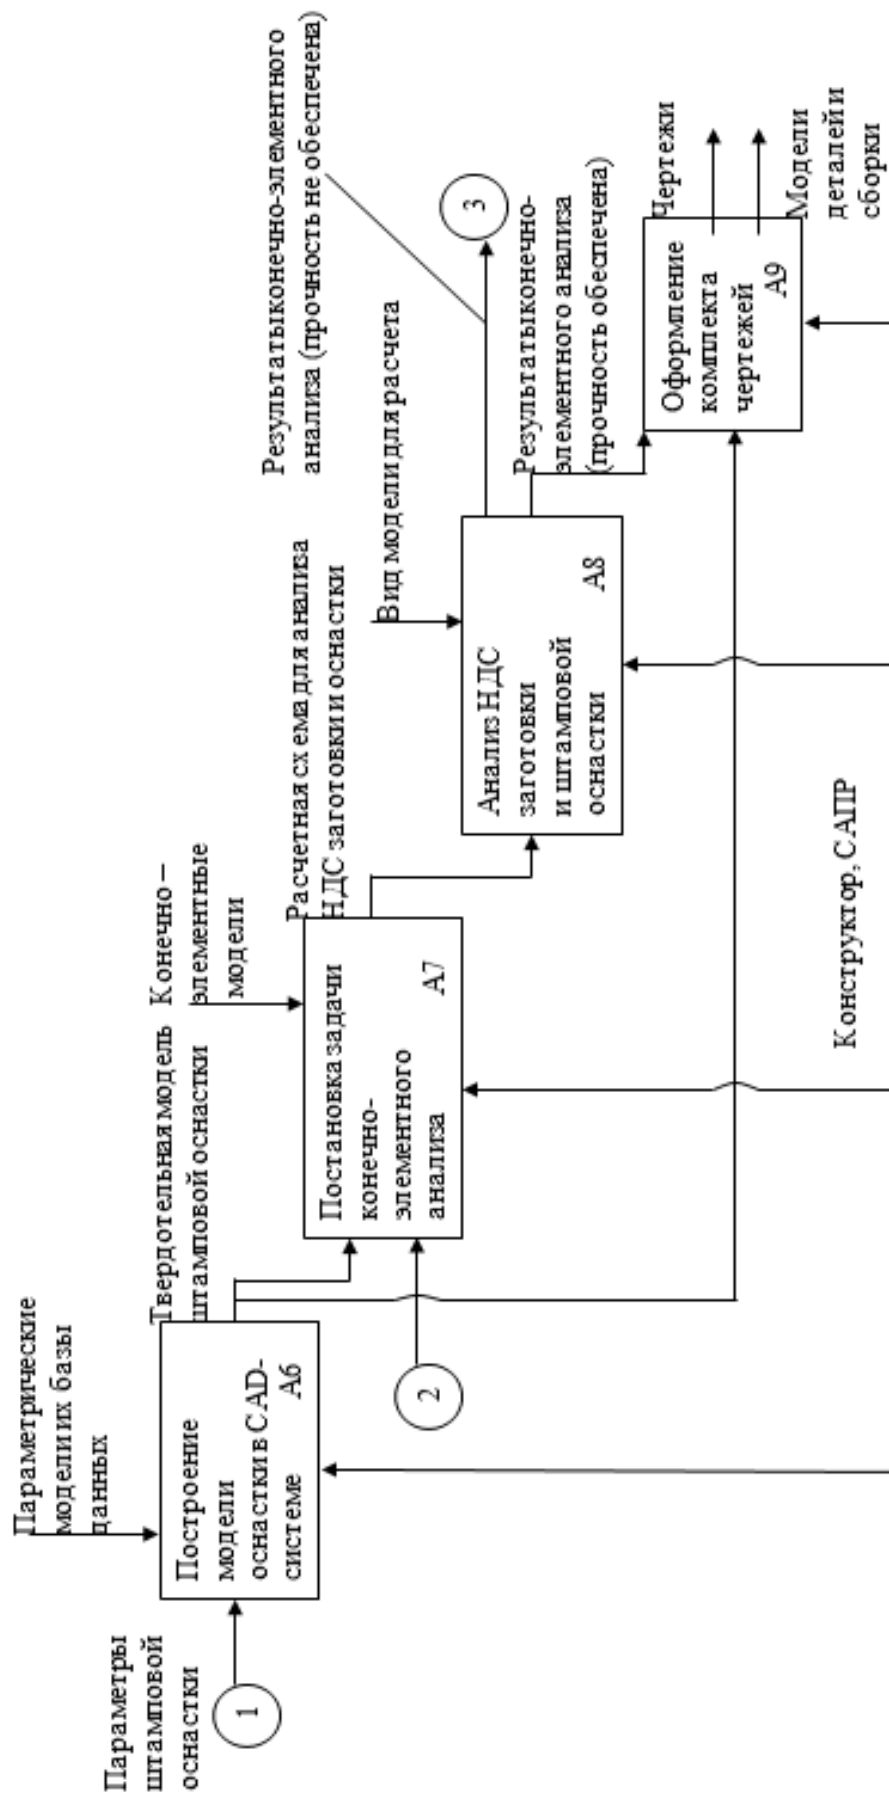 Параметры
штамповой
оснастки
1
Параметрические
модели их базы
данных
Построение
модели
оснастки в CAD-
системе A6
Твердотельная модель
штамповой оснастки
2
Конечно –
элементные
модели
Постановка задачи
конечно-
элементного
анализа A7
Расчетная схема для анализа
НДС заготовки и оснастки
Вид модели для расчета
Анализ НДС
заготовки
и штамповой
оснастки A8
Результаты конечно-элементного
анализа (прочность не обеспечена)
3
Результаты конечно-
элементного анализа
(прочность обеспечена)
Оформление
комплекта
чертежей A9
Чертежи
Модели
деталей и
сборки
Конструктор, САПР